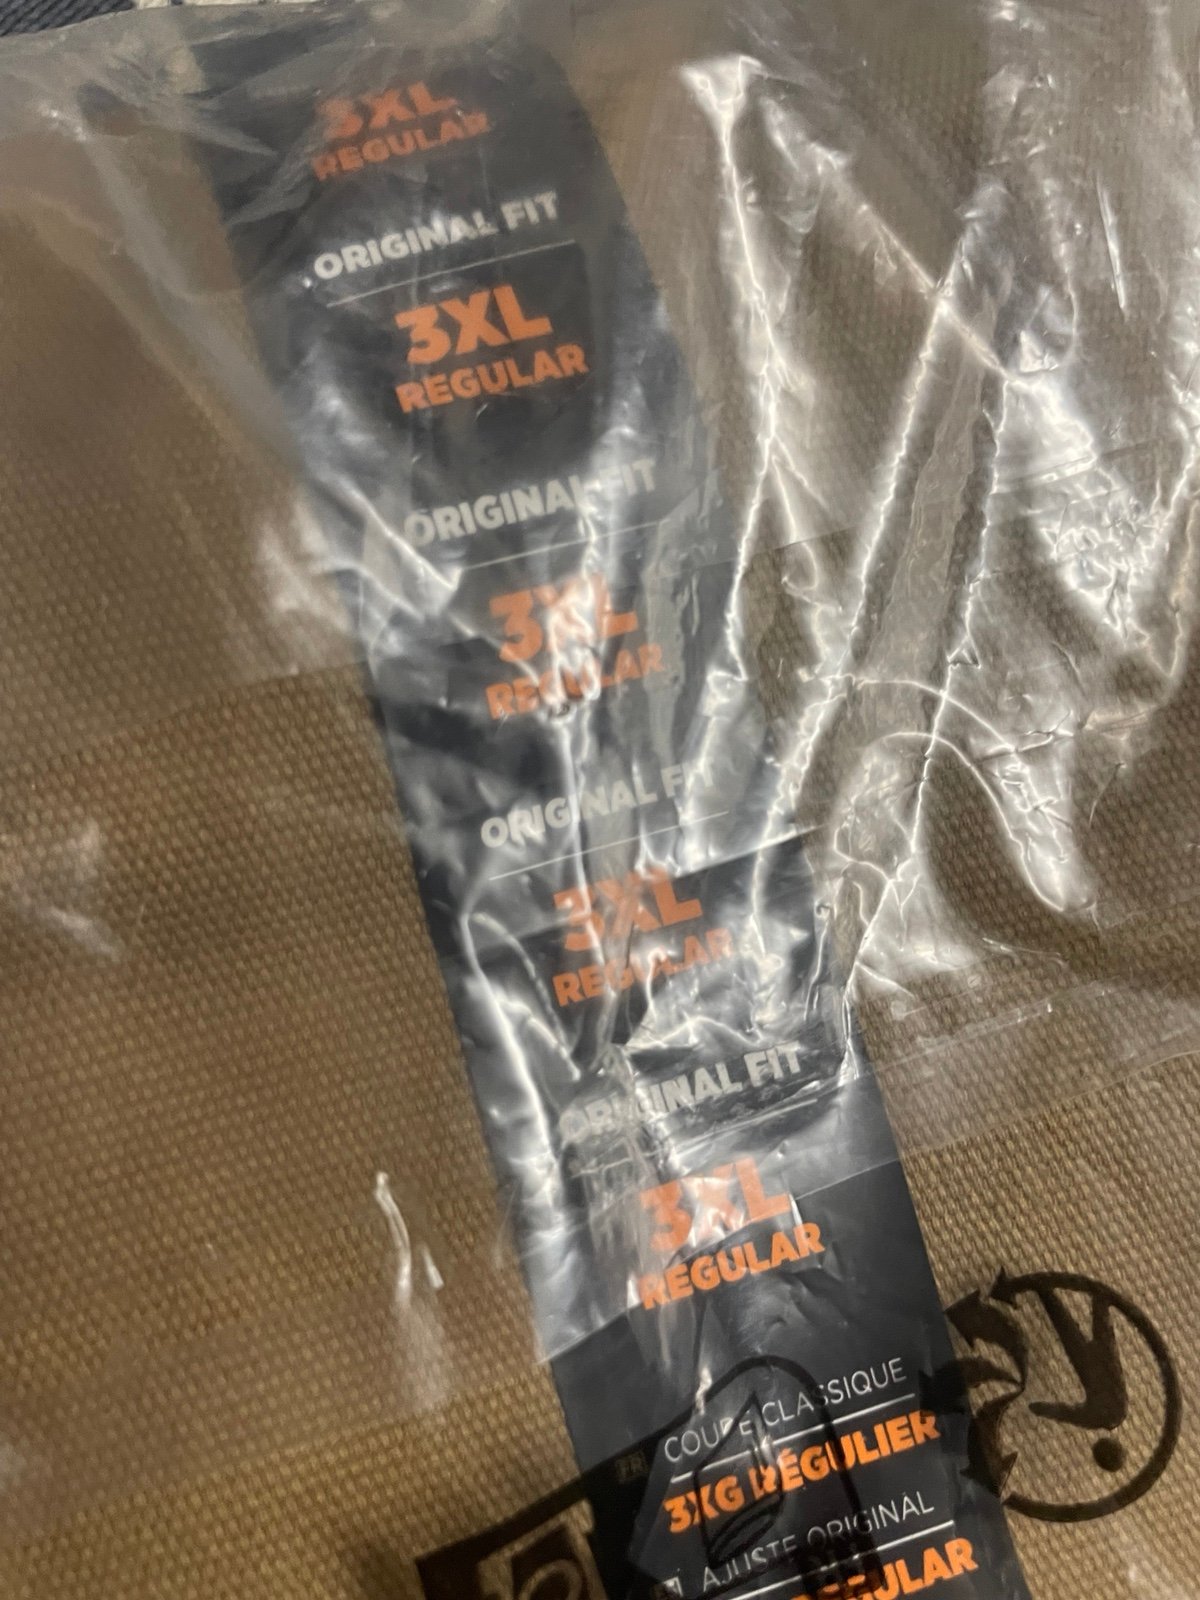 3XL
REGULAR
ORIGINAL FIT
3XL
REGULAR
ORIGINAL FIT
3XL
REGULAR
ORIGINAL FIT
3XL
REGULAR
ORIGINAL FIT
3XL
REGULAR
COUPE CLASSIQUE
FR
3XG RÉGULIER
AJUSTE ORIGINAL